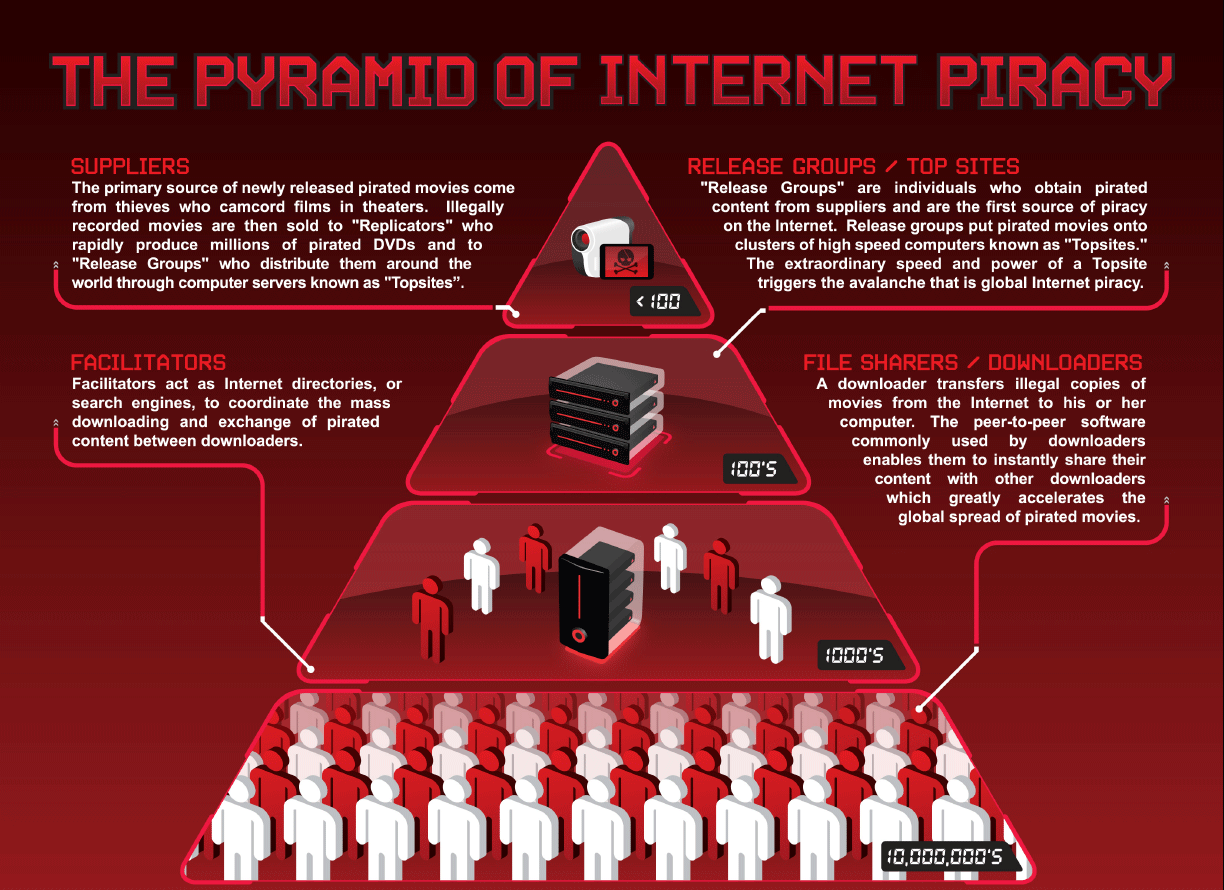 THE PYRAMID OF INTERNET PIRACY
SUPPLIERS
The primary source of newly released pirated movies come
from thieves who camcord films in theaters. Illegally
recorded movies are then sold to "Replicators" who
rapidly produce millions of pirated DVDs and to
"Release Groups" who distribute them around the
world through computer servers known as "Topsites”.
RELEASE GROUPS / TOP SITES
"Release Groups" are individuals who obtain pirated
content from suppliers and are the first source of piracy
on the Internet. Release groups put pirated movies onto
clusters of high speed computers known as "Topsites."
The extraordinary speed and power of a Topsite
triggers the avalanche that is global Internet piracy.
<100
FACILITATORS
Facilitators act as Internet directories, or
search engines, to coordinate the mass
downloading and exchange of pirated
content between downloaders.
FILE SHARERS / DOWNLOADERS
A downloader transfers illegal copies of
movies from the Internet to his or her
computer. The peer-to-peer software
commonly used by downloaders
enables them to instantly share their
content with other downloaders
which greatly accelerates the
global spread of pirated movies.
100'S
1000'S
10,000,000'S